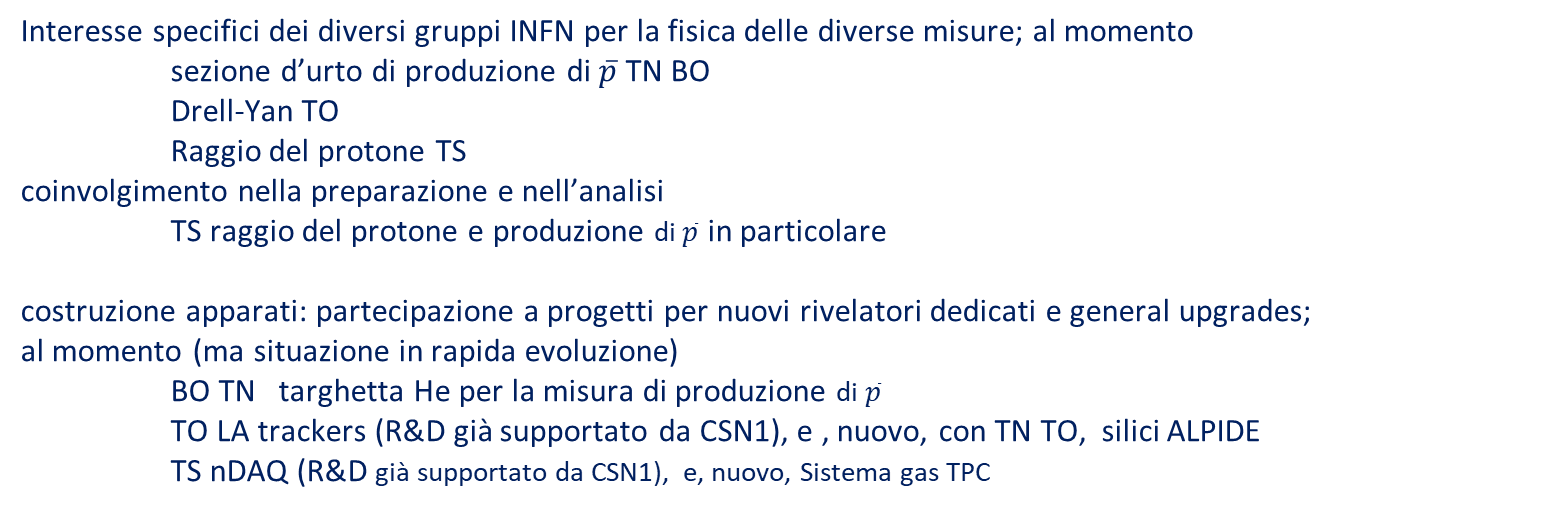 Interesse specifici dei diversi gruppi INFN per la fisica delle diverse misure; al momento
sezione d’urto di produzione di p̄ TN BO
Drell-Yan TO
Raggio del protone TS
coinvolgimento nella preparazione e nell’analisi
TS raggio del protone e produzione di p̄ in particolare
costruzione apparati: partecipazione a progetti per nuovi rivelatori dedicati e general upgrades;
al momento (ma situazione in rapida evoluzione)
BO TN targhetta He per la misura di produzione di p̄
TO LA trackers (R&D già supportato da CSN1), e , nuovo, con TN TO, silici ALPIDE
TS nDAQ (R&D già supportato da CSN1), e, nuovo, Sistema gas TPC